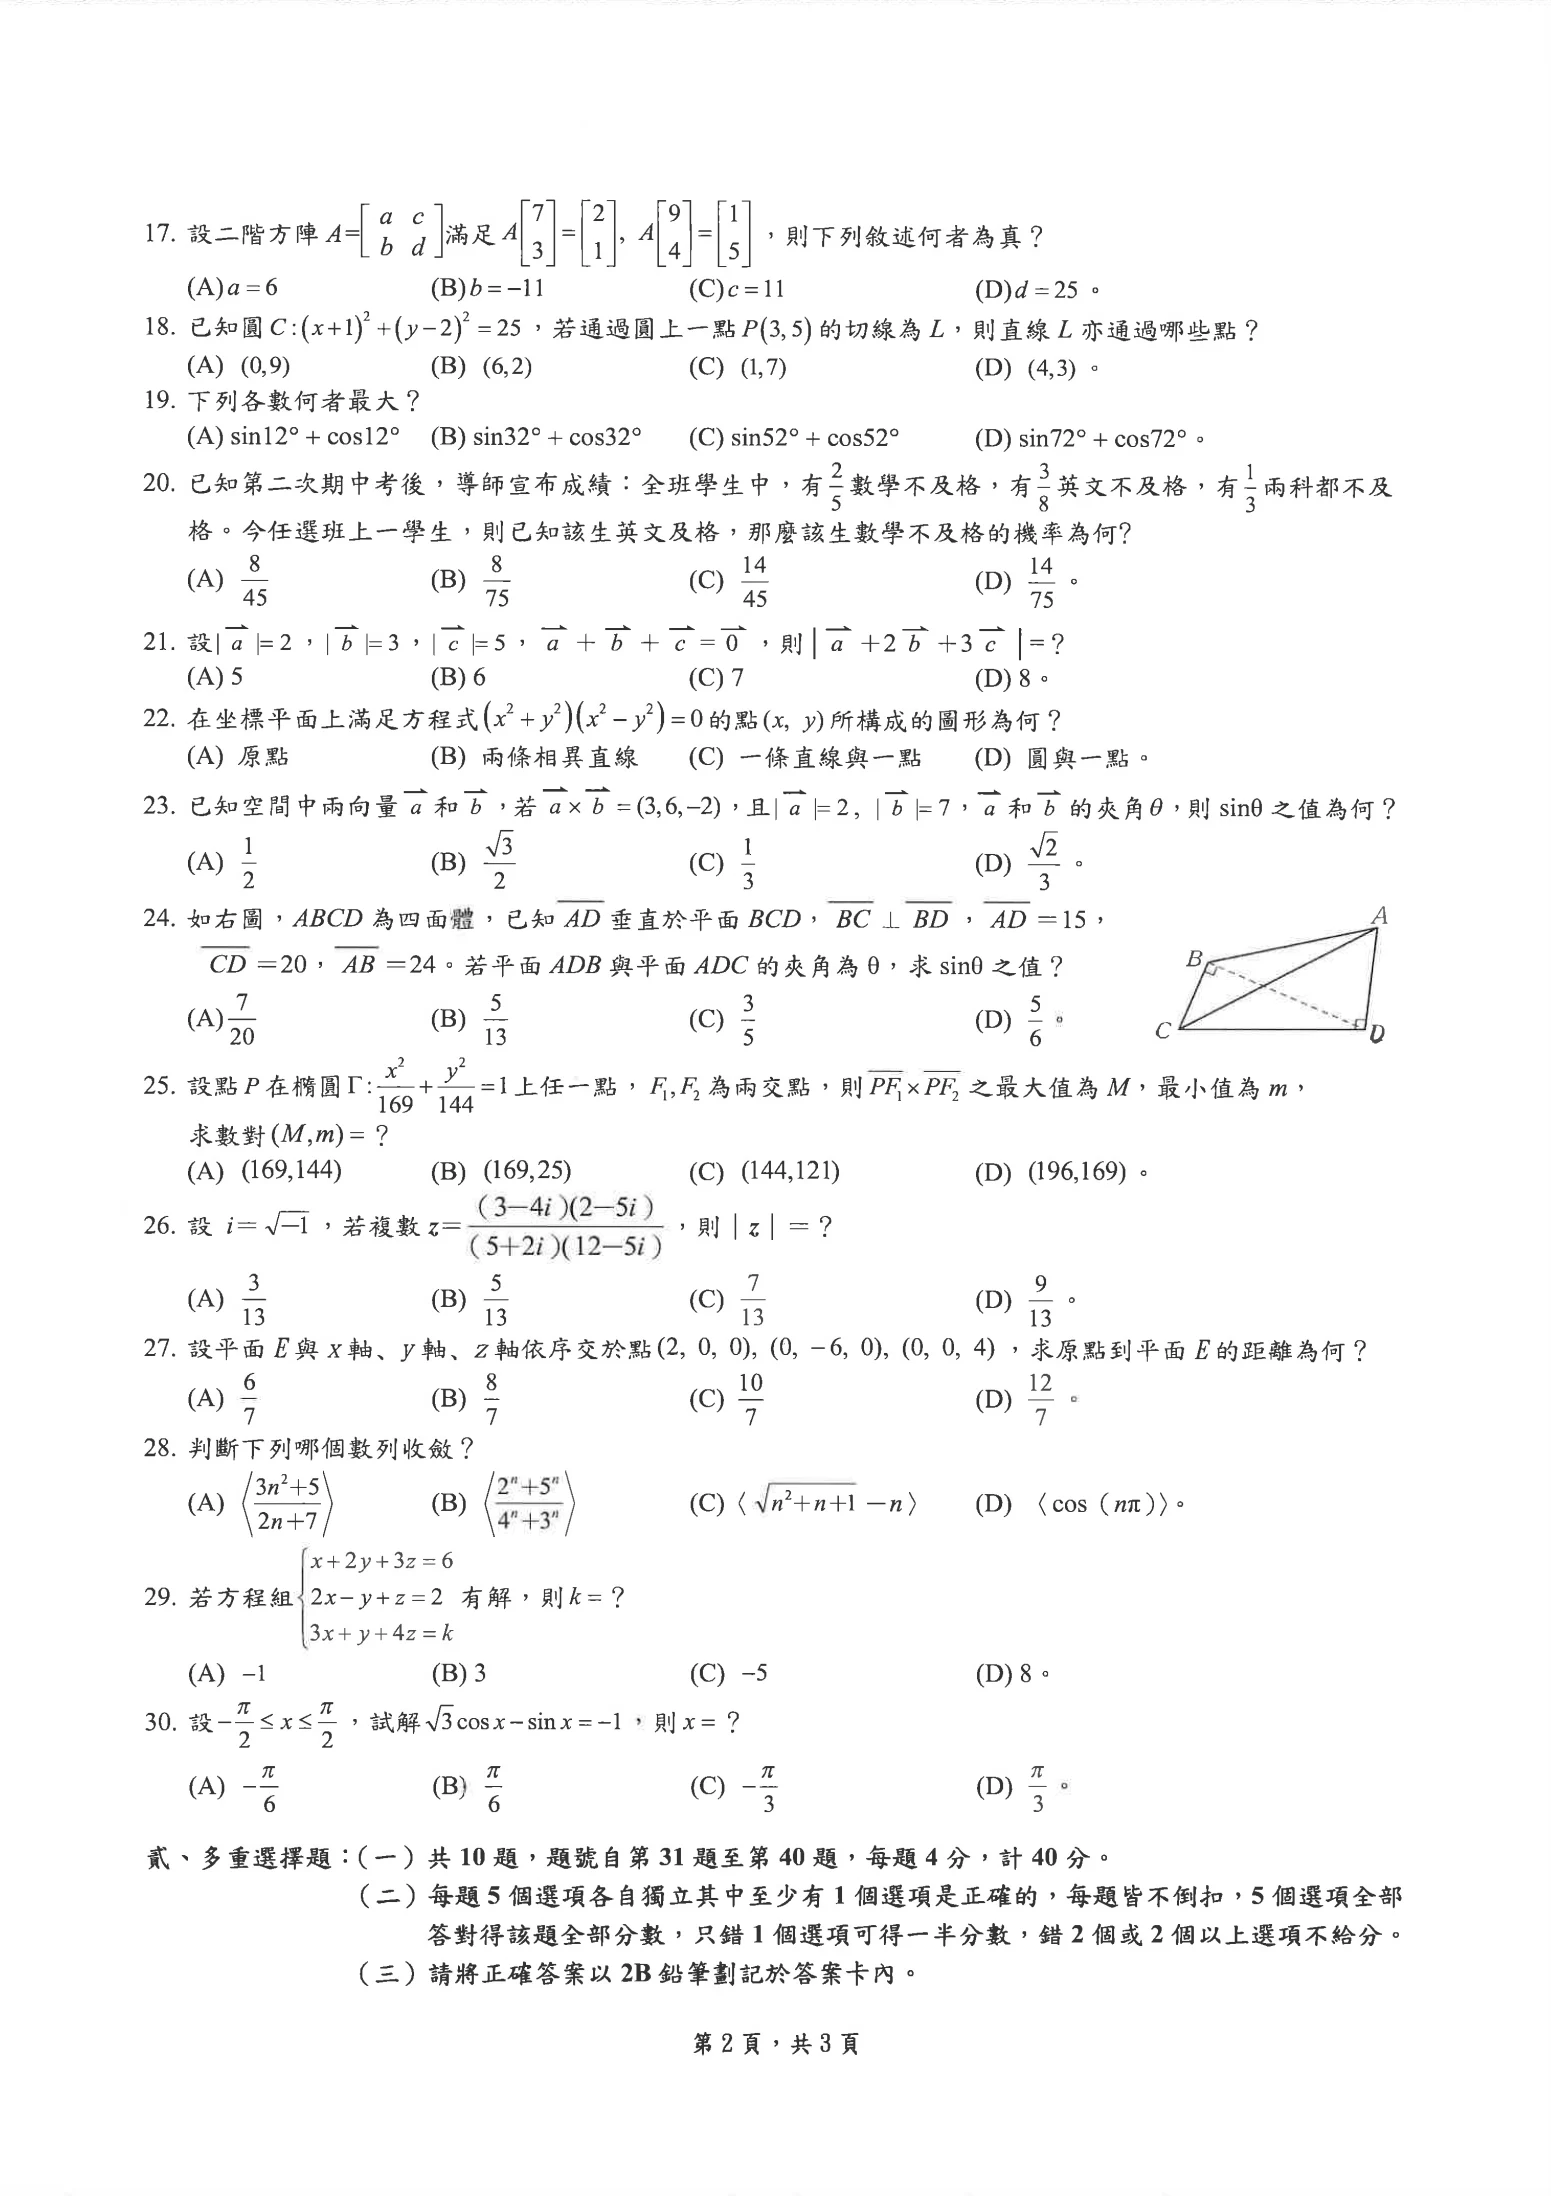 17. 設二階方陣 A=[a c; b d]滿足 A[7; 3]=[2; 1], A[9; 4]=[1; 5],則下列敘述何者為真?
(A) a=6 (B) b=−11 (C) c=11 (D) d=25。
18. 已知圓 C:(x+1)²+(y−2)²=25,若通過圓上一點 P(3,5) 的切線為 L,則直線 L 亦通過哪些點?
(A) (0,9) (B) (6,2) (C) (1,7) (D) (4,3)。
19. 下列各數何者最大?
(A) sin12°+cos12° (B) sin32°+cos32° (C) sin52°+cos52° (D) sin72°+cos72°。
20. 已知第二次期中考後,導師宣布成績:全班學生中,有 2/5 數學不及格,有 3/8 英文不及格,有 1/3 兩科都不及
格。今任選班上一學生,則已知該生英文及格,那麼該生數學不及格的機率為何?
(A) 8/45 (B) 8/75 (C) 14/45 (D) 14/75。
21. 設|a⃗|=2,|b⃗|=3,|c⃗|=5,a⃗+b⃗+c⃗=0⃗,則|a⃗+2b⃗+3c⃗|=?
(A) 5 (B) 6 (C) 7 (D) 8。
22. 在坐標平面上滿足方程式(x²+y²)(x²−y²)=0的點(x, y)所構成的圖形為何?
(A) 原點 (B) 兩條相異直線 (C) 一條直線與一點 (D) 圓與一點。
23. 已知空間中兩向量 a⃗ 和 b⃗,若 a⃗×b⃗=(3,6,−2),且|a⃗|=2, |b⃗|=7,a⃗ 和 b⃗ 的夾角θ,則 sinθ 之值為何?
(A) 1/2 (B) √3/2 (C) 1/3 (D) √2/3。
24. 如右圖,ABCD 為四面體,已知 AD 垂直於平面 BCD,BC ⊥ BD,AD=15,
CD=20,AB=24。若平面 ADB 與平面 ADC 的夾角為 θ,求 sinθ 之值?
(A) 7/20 (B) 5/13 (C) 3/5 (D) 5/6。
A
B
C
D
25. 設點 P 在橢圓 Γ: x²/169+y²/144=1上任一點,F₁,F₂ 為兩交點,則 PF₁×PF₂ 之最大值為 M,最小值為 m,
求數對(M,m)=?
(A) (169,144) (B) (169,25) (C) (144,121) (D) (196,169)。
26. 設 i=√−1,若複數 z=(3−4i)(2−5i)/(5+2i)(12−5i),則|z|=?
(A) 3/13 (B) 5/13 (C) 7/13 (D) 9/13。
27. 設平面 E 與 x 軸、y 軸、z 軸依序交於點(2, 0, 0), (0, −6, 0), (0, 0, 4),求原點到平面 E 的距離為何?
(A) 6/7 (B) 8/7 (C) 10/7 (D) 12/7。
28. 判斷下列哪個數列收斂?
(A) ⟨(3n²+5)/(2n+7)⟩ (B) ⟨(2ⁿ+5ⁿ)/(4ⁿ+3ⁿ)⟩ (C) ⟨√(n²+n+1) −n⟩ (D) ⟨cos(nπ)⟩。
29. 若方程組{x+2y+3z=6
2x−y+z=2 有解,則 k=?
3x+y+4z=k
(A) −1 (B) 3 (C) −5 (D) 8。
30. 設−π/2≤x≤π/2,試解√3cosx−sinx=−1,則 x=?
(A) −π/6 (B) π/6 (C) −π/3 (D) π/3。
貳、多重選擇題:(一)共 10 題,題號自第 31 題至第 40 題,每題 4 分,計 40 分。
(二)每題 5 個選項各自獨立其中至少有 1 個選項是正確的,每題皆不倒扣,5 個選項全部
答對得該題全部分數,只錯 1 個選項可得一半分數,錯 2 個或 2 個以上選項不給分。
(三)請將正確答案以 2B 鉛筆劃記於答案卡內。
第 2 頁,共 3 頁